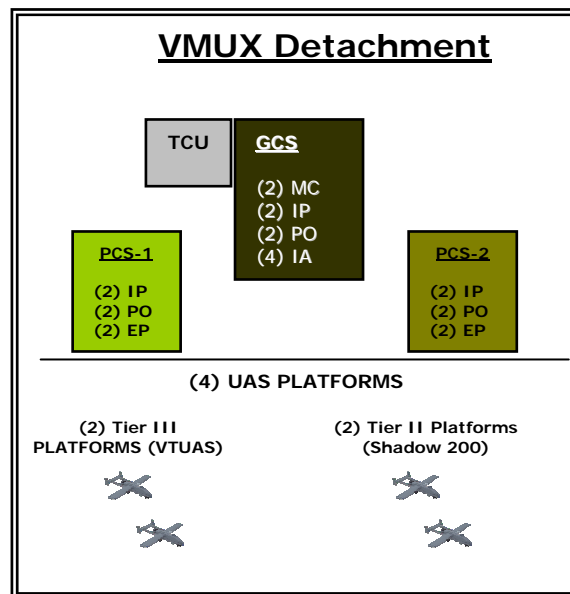 VMUX Detachment
TCU
GCS
(2) MC
(2) IP
(2) PO
(4) IA
PCS-1
(2) IP
(2) PO
(2) EP
PCS-2
(2) IP
(2) PO
(2) EP
(4) UAS PLATFORMS
(2) Tier III
PLATFORMS (VTUAS)
(2) Tier II Platforms
(Shadow 200)